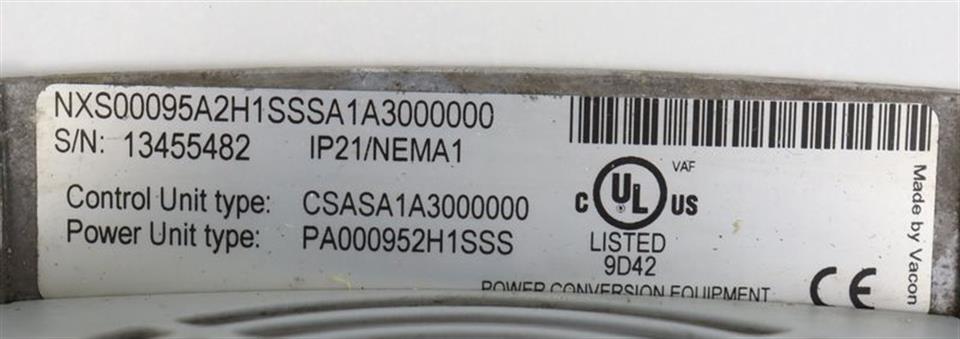 NXS00095A2H1SSSA1A3000000
S/N: 13455482 IP21/NEMA1
Control Unit type: CSASA1A3000000
Power Unit type: PA000952H1SSS
VAF
C UL US
LISTED
9D42
POWER CONVERSION EQUIPMENT
CE
Made by Vacon